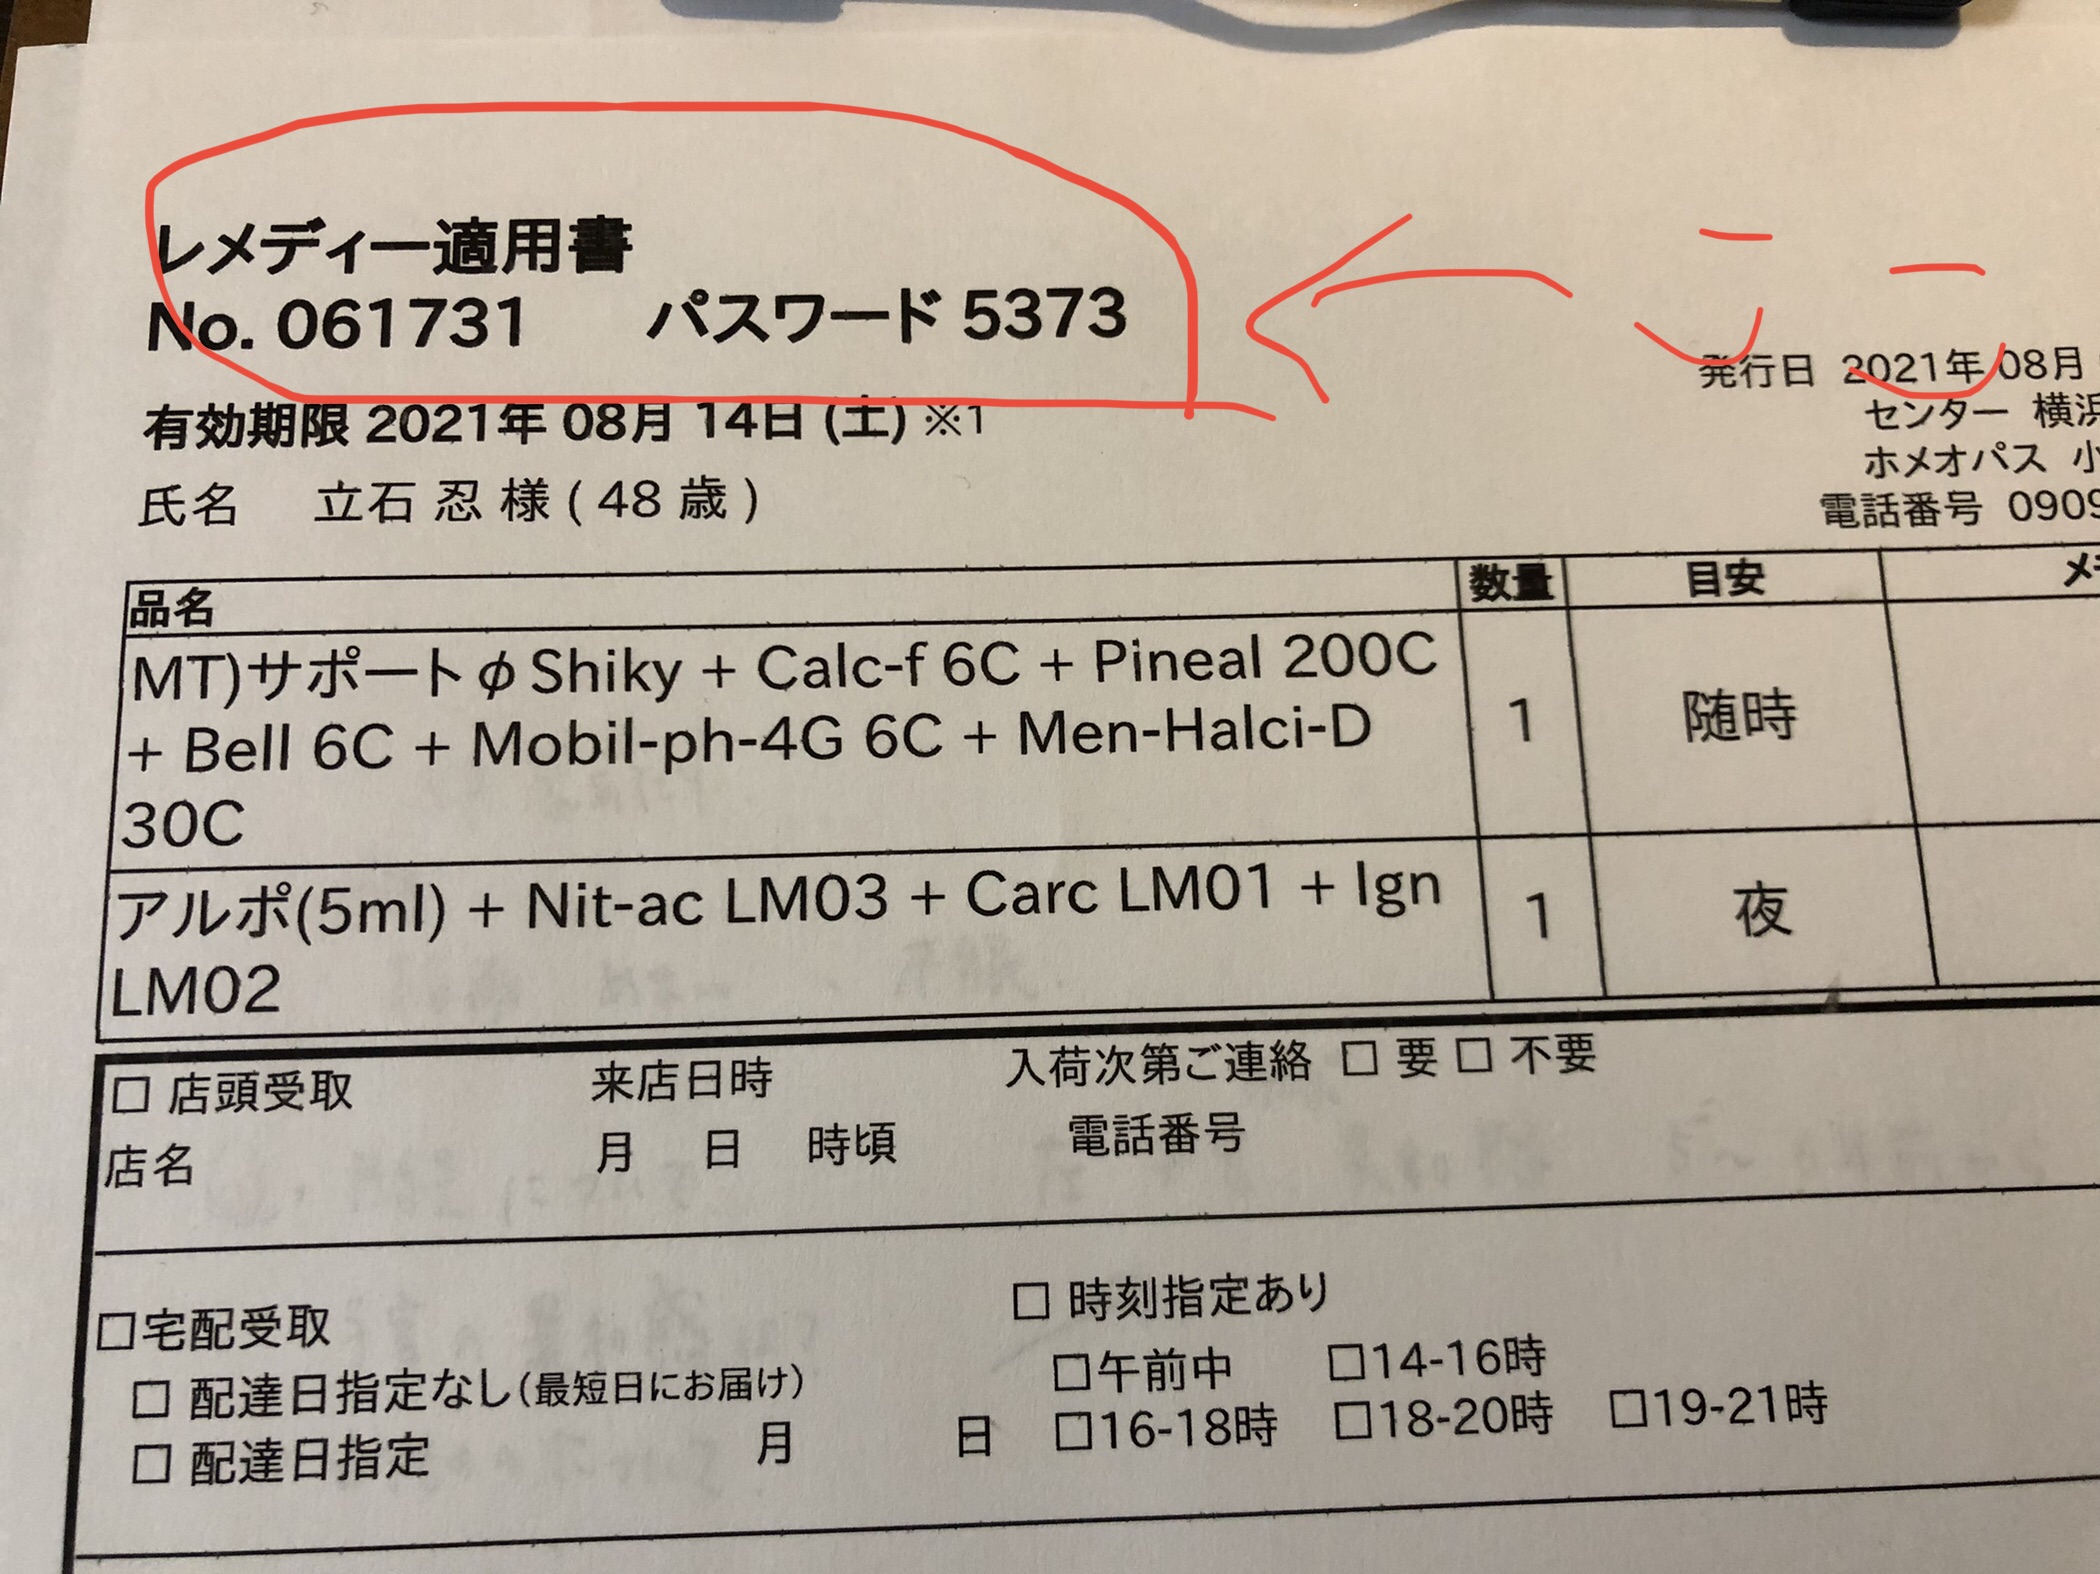 レメディー適用書
No. 061731 パスワード 5373
ここ
有効期限 2021年 08月 14日 (土) ※1
発行日 2021年 08月
センター 横浜
氏名 立石 忍 様 ( 48 歳 )
ホメオパス 小
電話番号 0909
品名 数量 目安
MT)サポートφ Shiky + Calc-f 6C + Pineal 200C
+ Bell 6C + Mobil-ph-4G 6C + Men-Halci-D
30C
1 随時
アルポ(5ml) + Nit-ac LM03 + Carc LM01 + Ign
LM02
1 夜
□ 店頭受取 来店日時 入荷次第ご連絡 □ 要 □ 不要
店名 月 日 時頃 電話番号
□宅配受取 □ 時刻指定あり
□ 配達日指定なし(最短日にお届け) □午前中 □14-16時
□ 配達日指定 月 日 □16-18時 □18-20時 □19-21時